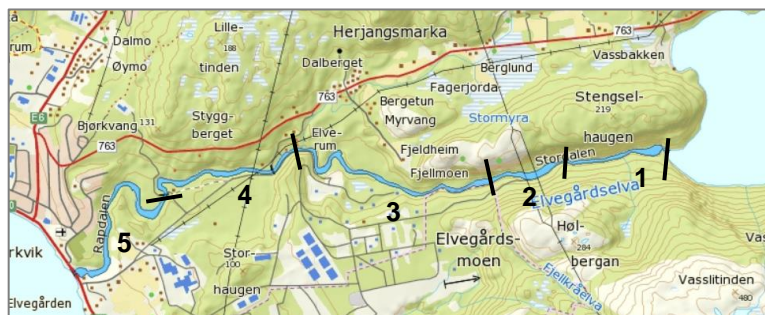 å
rum
Dalmo
Øymo
Lille-
tinden
188
Herjangsmarka
Dalberget
763
Berglund
Vassbakken
Fagerjorda
Bergetun
Myrvang
Stormyra
Stengsel-
219
haugen
E6
Bjørkvang
131
Stygg-
berget
763
763
Elve-
rum
Fjeldheim
Fjellmoen
Stordalen
1
2
Elvegårdselva
3
4
5
Rapdalen
rkvik
Elvegården
Stor-
100
haugen
Elvegårds-
moen
Høl-
284
bergan
Fjellkråelva
Vas
Vasslitinden
480